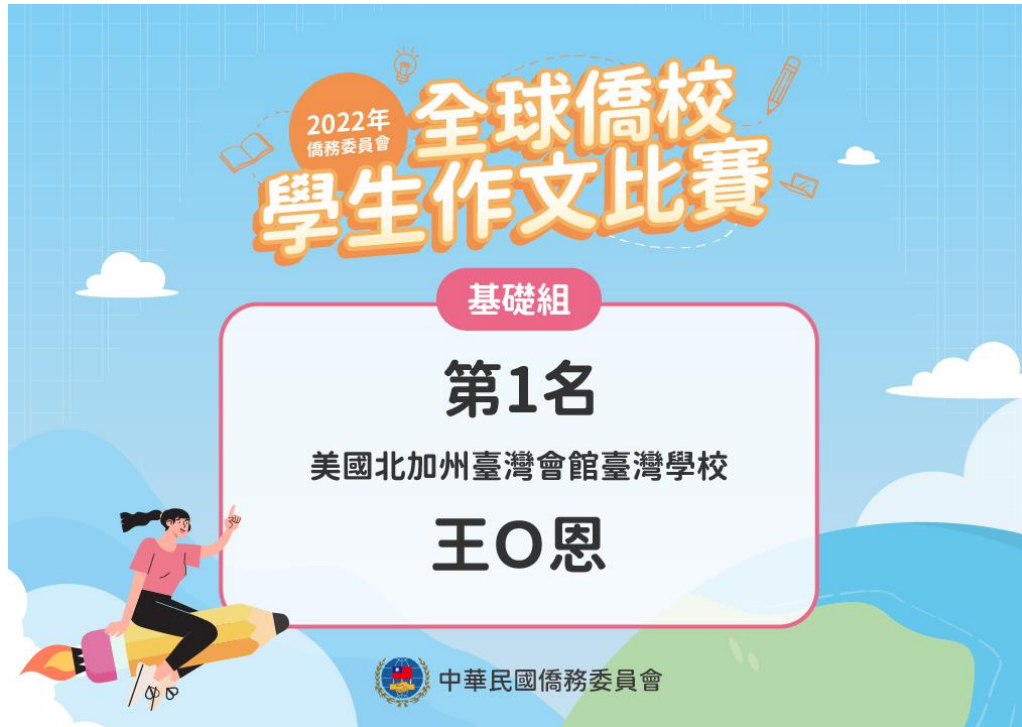 2022年
僑務委員會
全球僑校
學生作文比賽
基礎組
第1名
美國北加州臺灣會館臺灣學校
王O恩
中華民國僑務委員會